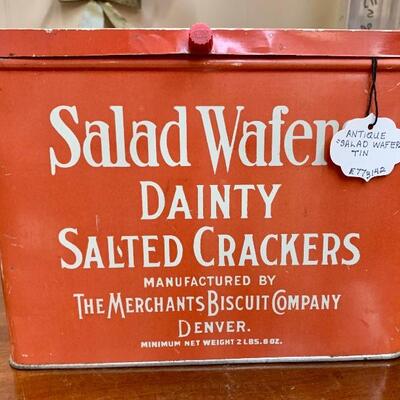 Salad Wafers
DAINTY
SALTED CRACKERS
MANUFACTURED BY
THE MERCHANTS BISCUIT COMPANY
DENVER.
MINIMUM NET WEIGHT 2 LBS. 8 OZ.
ANTIQUE
"SALAD WAFER
TIN